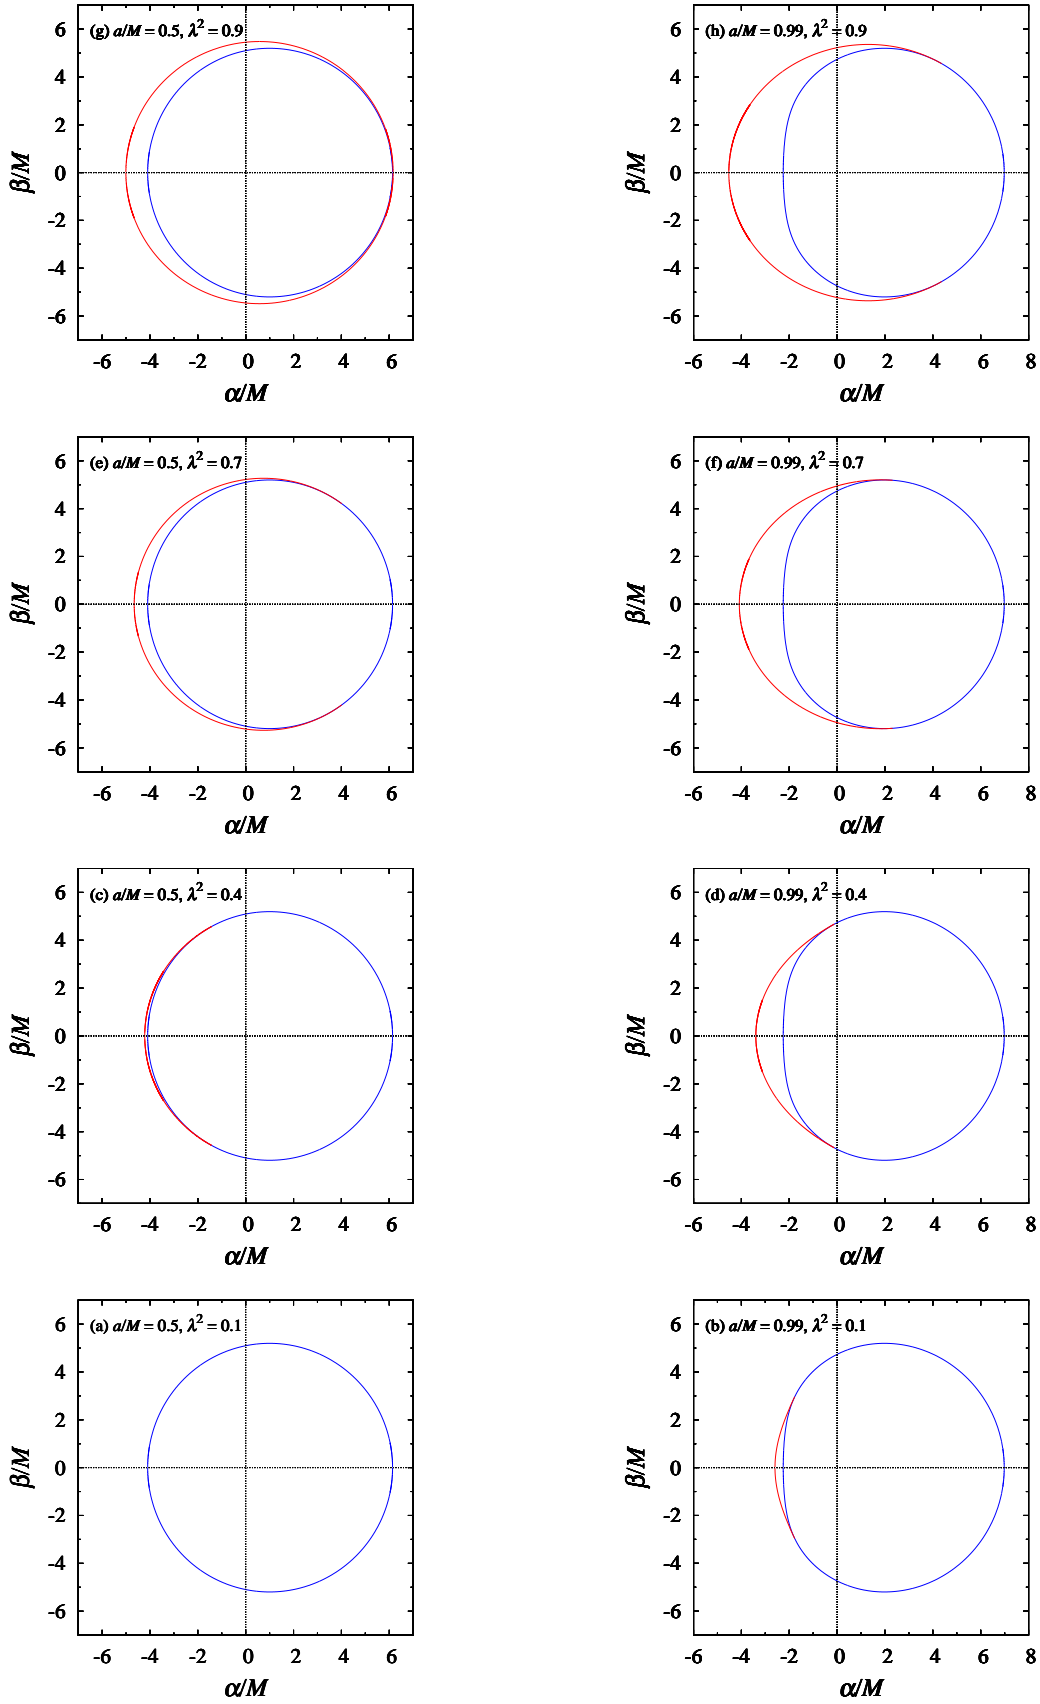 (g) a/M = 0.5, λ² = 0.9
6
4
2
0
-2
-4
-6
β/M
-6 -4 -2 0 2 4 6
α/M
(h) a/M = 0.99, λ² = 0.9
6
4
2
0
-2
-4
-6
β/M
-6 -4 -2 0 2 4 6 8
α/M
(e) a/M = 0.5, λ² = 0.7
6
4
2
0
-2
-4
-6
β/M
-6 -4 -2 0 2 4 6
α/M
(f) a/M = 0.99, λ² = 0.7
6
4
2
0
-2
-4
-6
β/M
-6 -4 -2 0 2 4 6 8
α/M
(c) a/M = 0.5, λ² = 0.4
6
4
2
0
-2
-4
-6
β/M
-6 -4 -2 0 2 4 6
α/M
(d) a/M = 0.99, λ² = 0.4
6
4
2
0
-2
-4
-6
β/M
-6 -4 -2 0 2 4 6 8
α/M
(a) a/M = 0.5, λ² = 0.1
6
4
2
0
-2
-4
-6
β/M
-6 -4 -2 0 2 4 6
α/M
(b) a/M = 0.99, λ² = 0.1
6
4
2
0
-2
-4
-6
β/M
-6 -4 -2 0 2 4 6 8
α/M